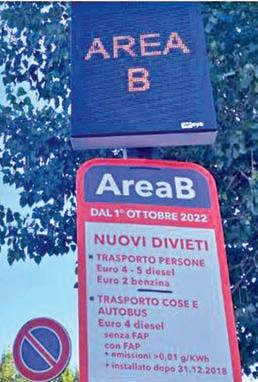 AREA
B
AreaB
DAL 1° OTTOBRE 2022
NUOVI DIVIETI
TRASPORTO PERSONE
Euro 4 - 5 diesel
Euro 2 benzina
TRASPORTO COSE E
AUTOBUS
Euro 4 diesel
senza FAP
con FAP
• emissioni >0,01 g/KWh
• installato dopo 31.12.2018